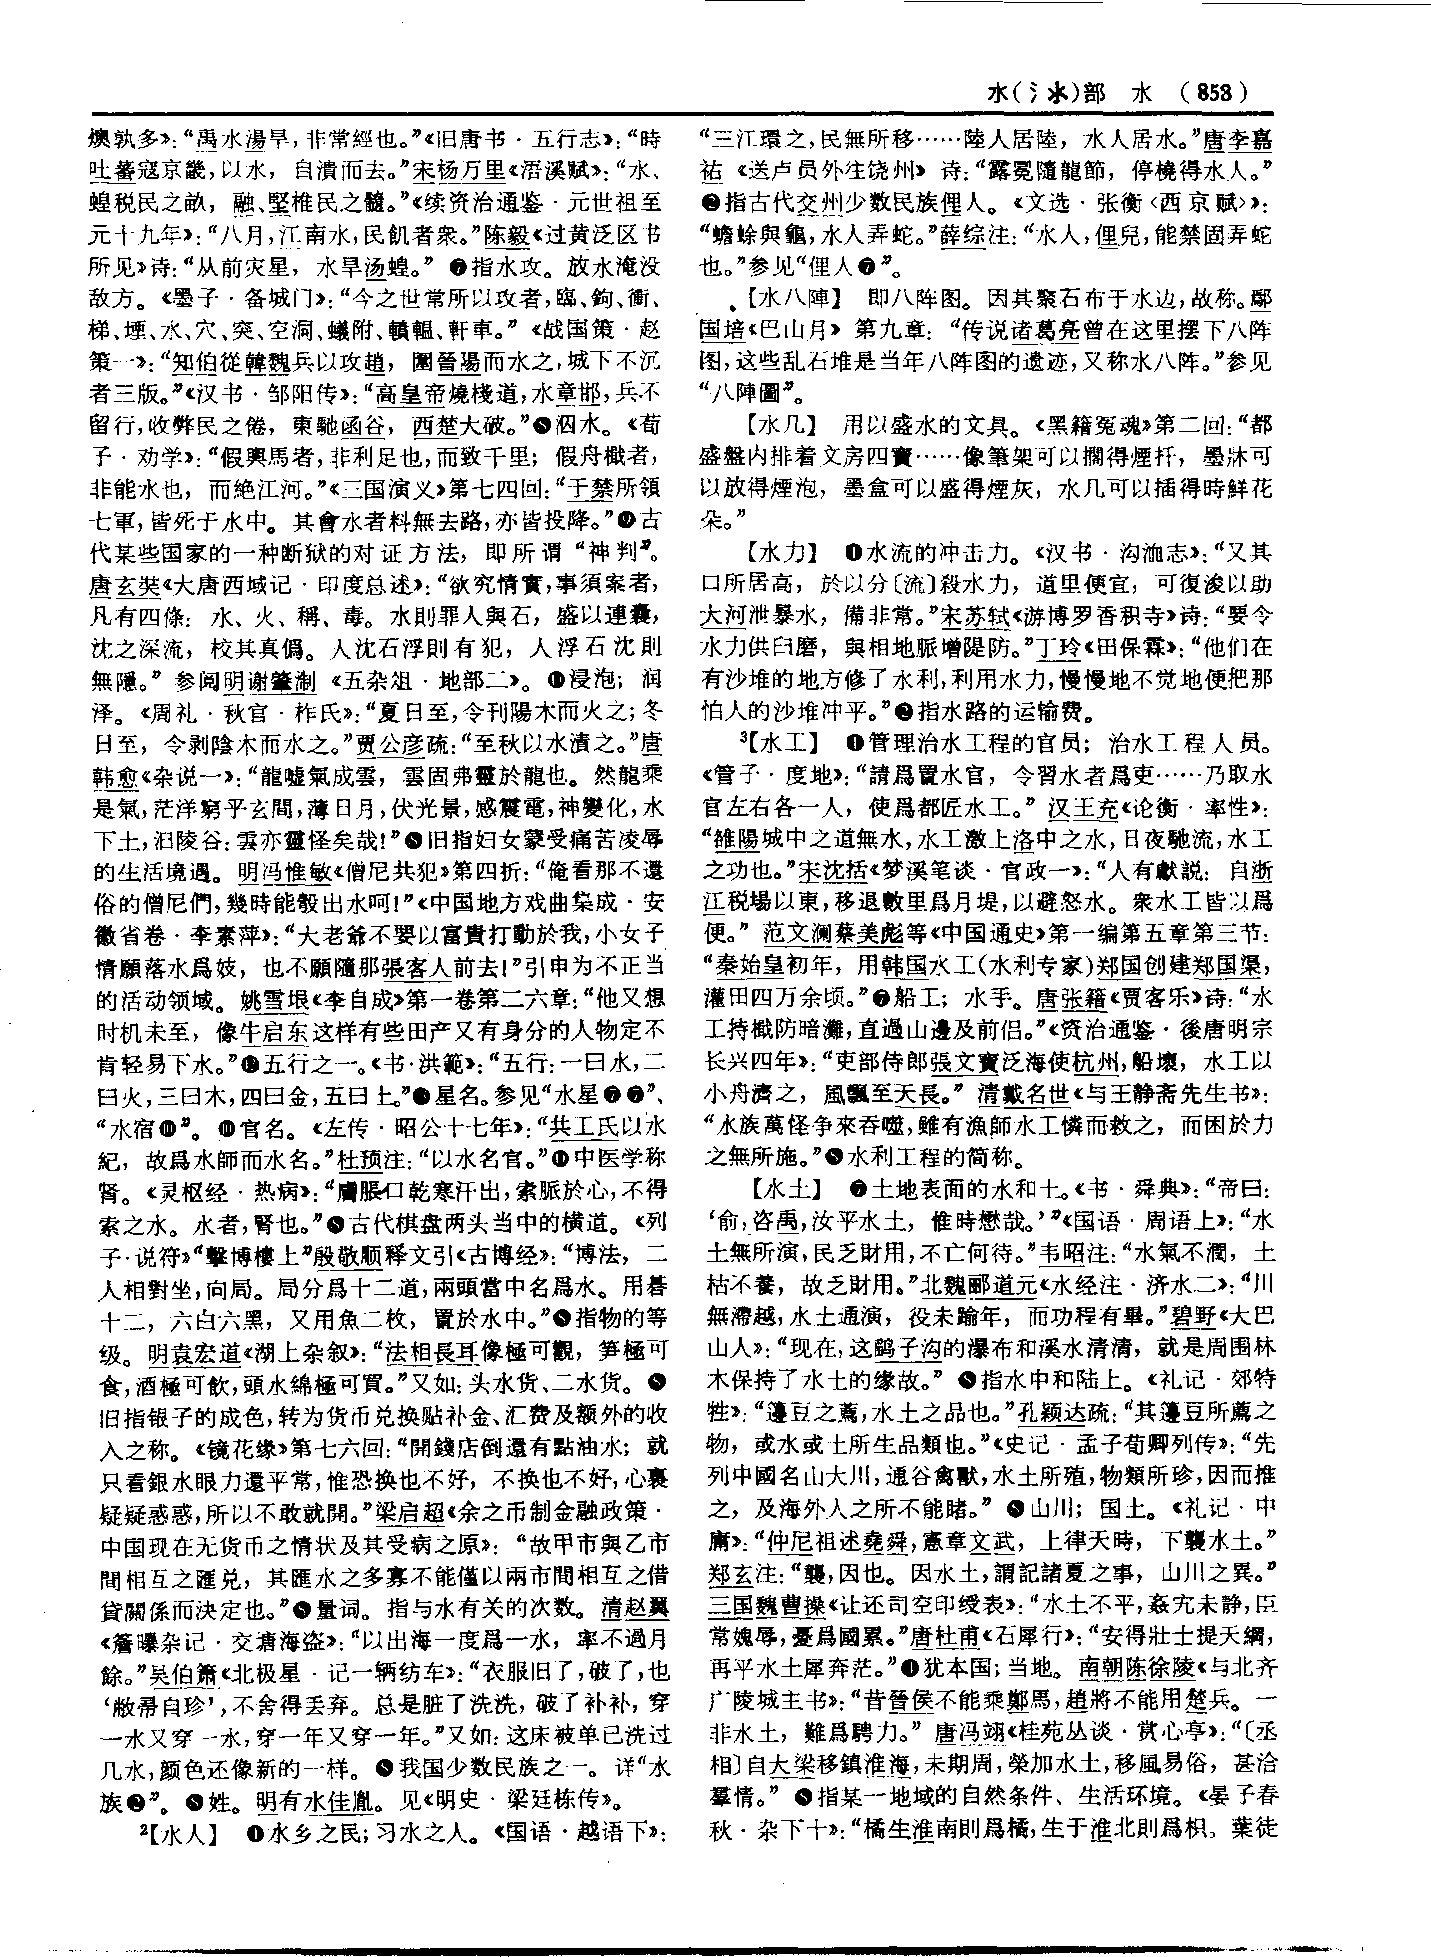 水(氵氺)部 水 (853)
燠孰多》：“禹水湯旱，非常經也。”《旧唐书·五行志》：“時
吐蕃寇京畿，以水，自潰而去。”宋杨万里《浯溪赋》：“水、
蝗税民之畝，融、堅椎民之髓。”《续资治通鉴·元世祖至
元十九年》：“八月，江南水，民飢者衆。”陈毅《过黄泛区书
所见》诗：“从前灾星，水旱汤蝗。” ❼指水攻。放水淹没
敌方。《墨子·备城门》：“今之世常所以攻者，臨、鉤、衝、
梯、堙、水、穴、突、空洞、蟻附、轒轀、軒車。”《战国策·赵
策一》：“知伯從韓魏兵以攻趙，圍晉陽而水之，城下不沉
者三版。”《汉书·邹阳传》：“高皇帝燒棧道，水章邯，兵不
留行，收弊民之倦，東馳函谷，西楚大破。”❽泅水。《荀
子·劝学》：“假輿馬者，非利足也，而致千里；假舟檝者，
非能水也，而絶江河。”《三国演义》第七四回：“于禁所領
七軍，皆死于水中。其會水者料無去路，亦皆投降。”❾古
代某些国家的一种断狱的对证方法，即所谓“神判”。
唐玄奘《大唐西域记·印度总述》：“欲究情實，事須案者，
凡有四條：水、火、稱、毒。水則罪人與石，盛以連囊，
沈之深流，校其真僞。人沈石浮則有犯，人浮石沈則
無隱。”参阅明谢肇淛《五杂俎·地部二》。❿浸泡；润
泽。《周礼·秋官·柞氏》：“夏日至，令刊陽木而火之；冬
日至，令剥陰木而水之。”贾公彦疏：“至秋以水漬之。”唐
韩愈《杂说一》：“龍嘘氣成雲，雲固弗靈於龍也。然龍乘
是氣，茫洋窮乎玄間，薄日月，伏光景，感震電，神變化，水
下土，汩陵谷：雲亦靈怪矣哉！”⓫旧指妇女蒙受痛苦凌辱
的生活境遇。明冯惟敏《僧尼共犯》第四折：“俺看那不還
俗的僧尼們，幾時能彀出水呵！”《中国地方戏曲集成·安
徽省卷·李素萍》：“大老爺不要以富貴打動於我，小女子
情願落水爲妓，也不願隨那張客人前去！”引申为不正当
的活动领域。姚雪垠《李自成》第一卷第二六章：“他又想
时机未至，像牛启东这样有些田产又有身分的人物定不
肯轻易下水。”⓬五行之一。《书·洪範》：“五行：一曰水，二
曰火，三曰木，四曰金，五曰土。”⓭星名。参见“水星❶❷”、
“水宿❶”。⓮官名。《左传·昭公十七年》：“共工氏以水
紀，故爲水師而水名。”杜预注：“以水名官。”⓯中医学称
肾。《灵枢经·热病》：“膚脹口乾寒汗出，索脈於心，不得
索之水。水者，腎也。”⓰古代棋盘两头当中的横道。《列
子·说符》“擊博樓上”殷敬顺释文引《古博经》：“博法，二
人相對坐，向局。局分爲十二道，兩頭當中名爲水。用碁
十二，六白六黑，又用魚二枚，置於水中。”⓱指物的等
级。明袁宏道《湖上杂叙》：“法相長耳像極可觀，笋極可
食，酒極可飲，頭水綿極可買。”又如：头水货、二水货。⓲
旧指银子的成色，转为货币兑换贴补金、汇费及额外的收
入之称。《镜花缘》第七六回：“開錢店倒還有點油水；就
只看銀水眼力還平常，惟恐换也不好，不换也不好，心裏
疑疑惑惑，所以不敢就開。”梁启超《余之币制金融政策·
中国现在无货币之情状及其受病之原》：“故甲市與乙市
間相互之匯兑，其匯水之多寡不能僅以兩市間相互之借
貸關係而決定也。”⓳量词。指与水有关的次数。清赵翼
《簷曝杂记·交塘海盗》：“以出海一度爲一水，率不過月
餘。”吴伯箫《北极星·记一辆纺车》：“衣服旧了，破了，也
‘敝帚自珍’，不舍得丢弃。总是脏了洗洗，破了补补，穿
一水又穿一水，穿一年又穿一年。”又如：这床被单已洗过
几水，颜色还像新的一样。⓴我国少数民族之一。详“水
族❷”。㉑姓。明有水佳胤。见《明史·梁廷栋传》。
²【水人】 ❶水乡之民；习水之人。《国语·越语下》：
“三江環之，民無所移……陸人居陸，水人居水。”唐李嘉
祐《送卢员外往饶州》诗：“露冕隨龍節，停橈得水人。”
❷指古代交州少数民族俚人。《文选·张衡〈西京赋〉》：
“蟾蜍與龜，水人弄蛇。”薛综注：“水人，俚兒，能禁固弄蛇
也。”参见“俚人❶”。
【水八陣】 即八阵图。因其聚石布于水边，故称。鄢
国培《巴山月》第九章：“传说诸葛亮曾在这里摆下八阵
图，这些乱石堆是当年八阵图的遗迹，又称水八阵。”参见
“八陣圖”。
【水几】 用以盛水的文具。《黑籍冤魂》第二回：“都
盛盤内排着文房四寶……像筆架可以擱得煙扦，墨牀可
以放得煙泡，墨盒可以盛得煙灰，水几可以插得時鮮花
朵。”
【水力】 ❶水流的冲击力。《汉书·沟洫志》：“又其
口所居高，於以分〔流〕殺水力，道里便宜，可復浚以助
大河泄暴水，備非常。”宋苏轼《游博罗香积寺》诗：“要令
水力供臼磨，與相地脈增隄防。”丁玲《田保霖》：“他们在
有沙堆的地方修了水利，利用水力，慢慢地不觉地便把那
怕人的沙堆冲平。”❷指水路的运输费。
³【水工】 ❶管理治水工程的官员；治水工程人员。
《管子·度地》：“請爲置水官，令習水者爲吏……乃取水
官左右各一人，使爲都匠水工。”汉王充《论衡·率性》：
“雒陽城中之道無水，水工激上洛中之水，日夜馳流，水工
之功也。”宋沈括《梦溪笔谈·官政一》：“人有獻説：自浙
江税場以東，移退數里爲月堤，以避怒水。衆水工皆以爲
便。”范文澜蔡美彪等《中国通史》第一编第五章第三节：
“秦始皇初年，用韩国水工（水利专家）郑国创建郑国渠，
灌田四万余顷。”❷船工；水手。唐张籍《贾客乐》诗：“水
工持檝防暗灘，直過山邊及前侣。”《资治通鉴·後唐明宗
长兴四年》：“吏部侍郎張文寶泛海使杭州，船壞，水工以
小舟濟之，風飄至天長。”清戴名世《与王静斋先生书》：
“水族萬怪争來吞噬，雖有漁師水工憐而救之，而困於力
之無所施。”❸水利工程的简称。
【水土】 ❶土地表面的水和土。《书·舜典》：“帝曰：
‘俞，咨禹，汝平水土，惟時懋哉。’”《国语·周语上》：“水
土無所演，民乏財用，不亡何待。”韦昭注：“水氣不潤，土
枯不養，故乏財用。”北魏郦道元《水经注·济水二》：“川
無滯越，水土通演，役未踰年，而功程有畢。”碧野《大巴
山人》：“现在，这鹞子沟的瀑布和溪水清清，就是周围林
木保持了水土的缘故。”❷指水中和陆上。《礼记·郊特
牲》：“籩豆之薦，水土之品也。”孔颖达疏：“其籩豆所薦之
物，或水或土所生品類也。”《史记·孟子荀卿列传》：“先
列中國名山大川，通谷禽獸，水土所殖，物類所珍，因而推
之，及海外人之所不能睹。”❸山川；国土。《礼记·中
庸》：“仲尼祖述堯舜，憲章文武，上律天時，下襲水土。”
郑玄注：“襲，因也。因水土，謂記諸夏之事，山川之異。”
三国魏曹操《让还司空印绶表》：“水土不平，姦宄未静，臣
常媿辱，憂爲國累。”唐杜甫《石犀行》：“安得壯士提天綱，
再平水土犀奔茫。”❹犹本国；当地。南朝陈徐陵《与北齐
广陵城主书》：“昔晉侯不能乘鄭馬，趙將不能用楚兵。一
非水土，難爲騁力。”唐冯翊《桂苑丛谈·赏心亭》：“〔丞
相〕自大梁移鎮淮海，未期周，榮加水土，移風易俗，甚洽
羣情。”❺指某一地域的自然条件、生活环境。《晏子春
秋·杂下十》：“橘生淮南則爲橘，生于淮北則爲枳。葉徒